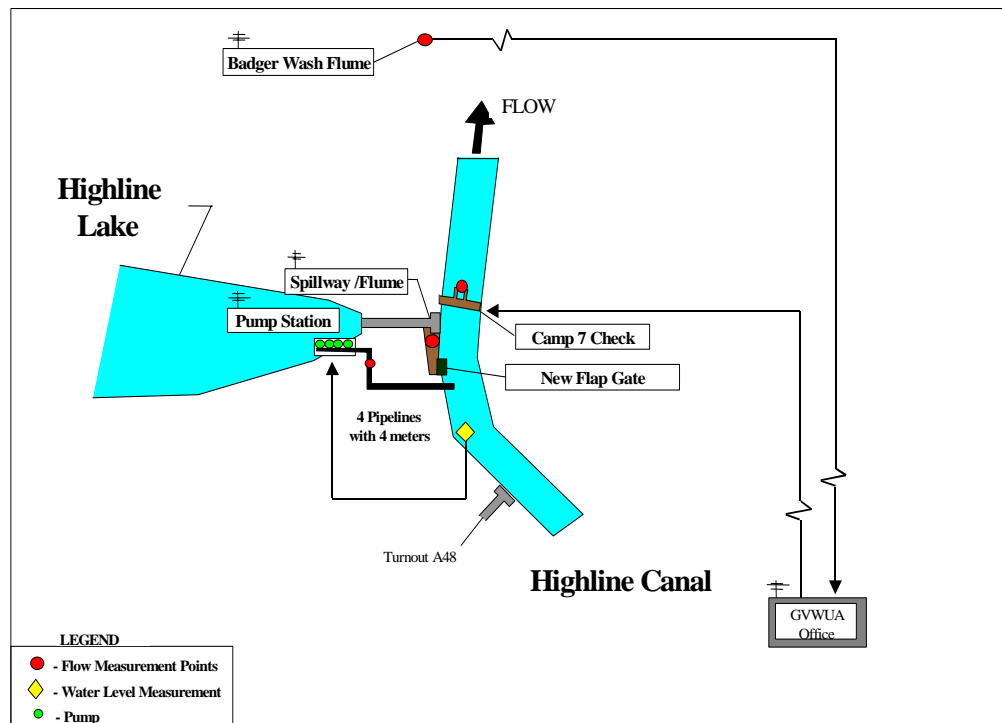 Badger Wash Flume
FLOW
Highline
Lake
Spillway /Flume
Pump Station
Camp 7 Check
New Flap Gate
4 Pipelines
with 4 meters
Turnout A48
Highline Canal
GVWUA
Office
LEGEND
- Flow Measurement Points
- Water Level Measurement
- Pump